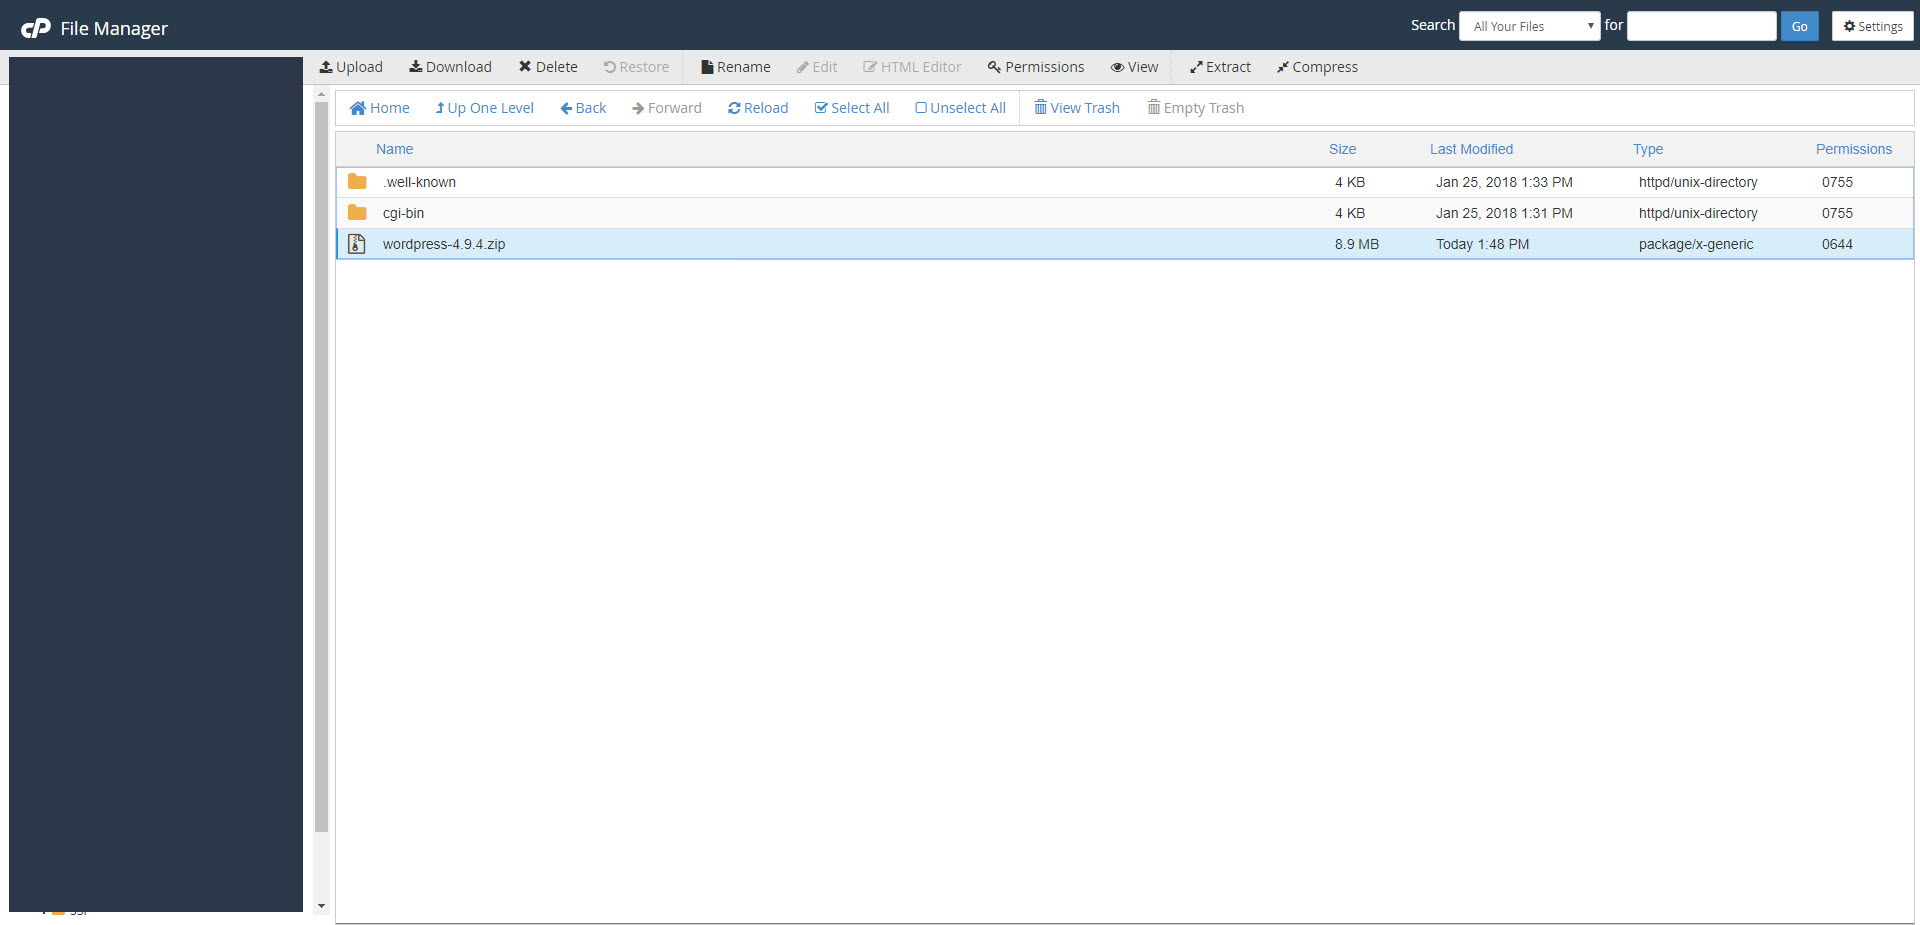 cP File Manager Search All Your Files for Go Settings
Upload Download Delete Restore Rename Edit HTML Editor Permissions View Extract Compress
Home Up One Level Back Forward Reload Select All Unselect All View Trash Empty Trash
Name Size Last Modified Type Permissions
.well-known 4 KB Jan 25, 2018 1:33 PM httpd/unix-directory 0755
cgi-bin 4 KB Jan 25, 2018 1:31 PM httpd/unix-directory 0755
wordpress-4.9.4.zip 8.9 MB Today 1:48 PM package/x-generic 0644